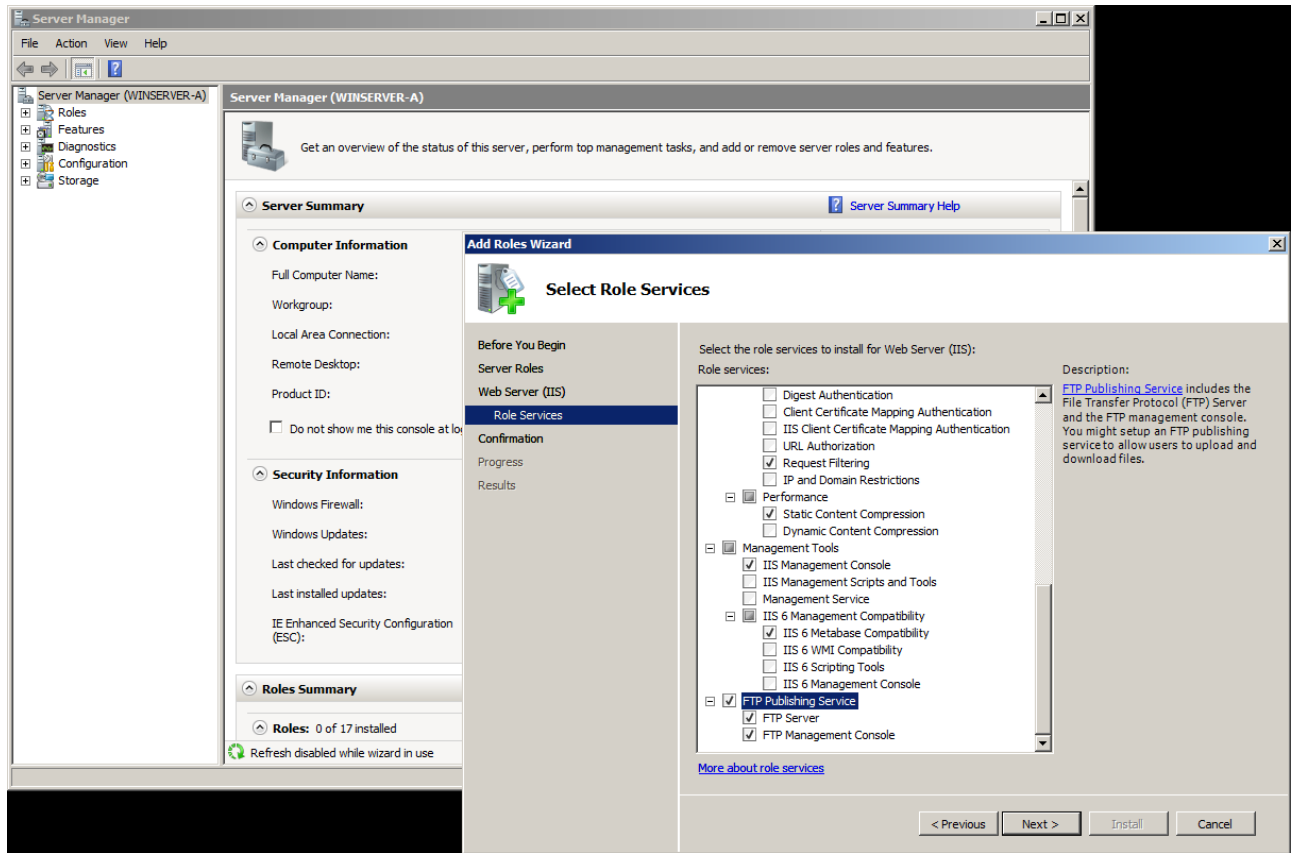 Server Manager
File Action View Help
Server Manager (WINSERVER-A)
Roles
Features
Diagnostics
Configuration
Storage
Server Manager (WINSERVER-A)
Get an overview of the status of this server, perform top management tasks, and add or remove server roles and features.
Server Summary
Server Summary Help
Computer Information
Full Computer Name:
Workgroup:
Local Area Connection:
Remote Desktop:
Product ID:
Do not show me this console at lo
Security Information
Windows Firewall:
Windows Updates:
Last checked for updates:
Last installed updates:
IE Enhanced Security Configuration
(ESC):
Roles Summary
Roles: 0 of 17 installed
Refresh disabled while wizard in use
Add Roles Wizard
Select Role Services
Before You Begin
Server Roles
Web Server (IIS)
Role Services
Confirmation
Progress
Results
Select the role services to install for Web Server (IIS):
Role services:
Digest Authentication
Client Certificate Mapping Authentication
IIS Client Certificate Mapping Authentication
URL Authorization
Request Filtering
IP and Domain Restrictions
Performance
Static Content Compression
Dynamic Content Compression
Management Tools
IIS Management Console
IIS Management Scripts and Tools
Management Service
IIS 6 Management Compatibility
IIS 6 Metabase Compatibility
IIS 6 WMI Compatibility
IIS 6 Scripting Tools
IIS 6 Management Console
FTP Publishing Service
FTP Server
FTP Management Console
More about role services
Description:
FTP Publishing Service includes the
File Transfer Protocol (FTP) Server
and the FTP management console.
You might setup an FTP publishing
service to allow users to upload and
download files.
< Previous
Next >
Install
Cancel